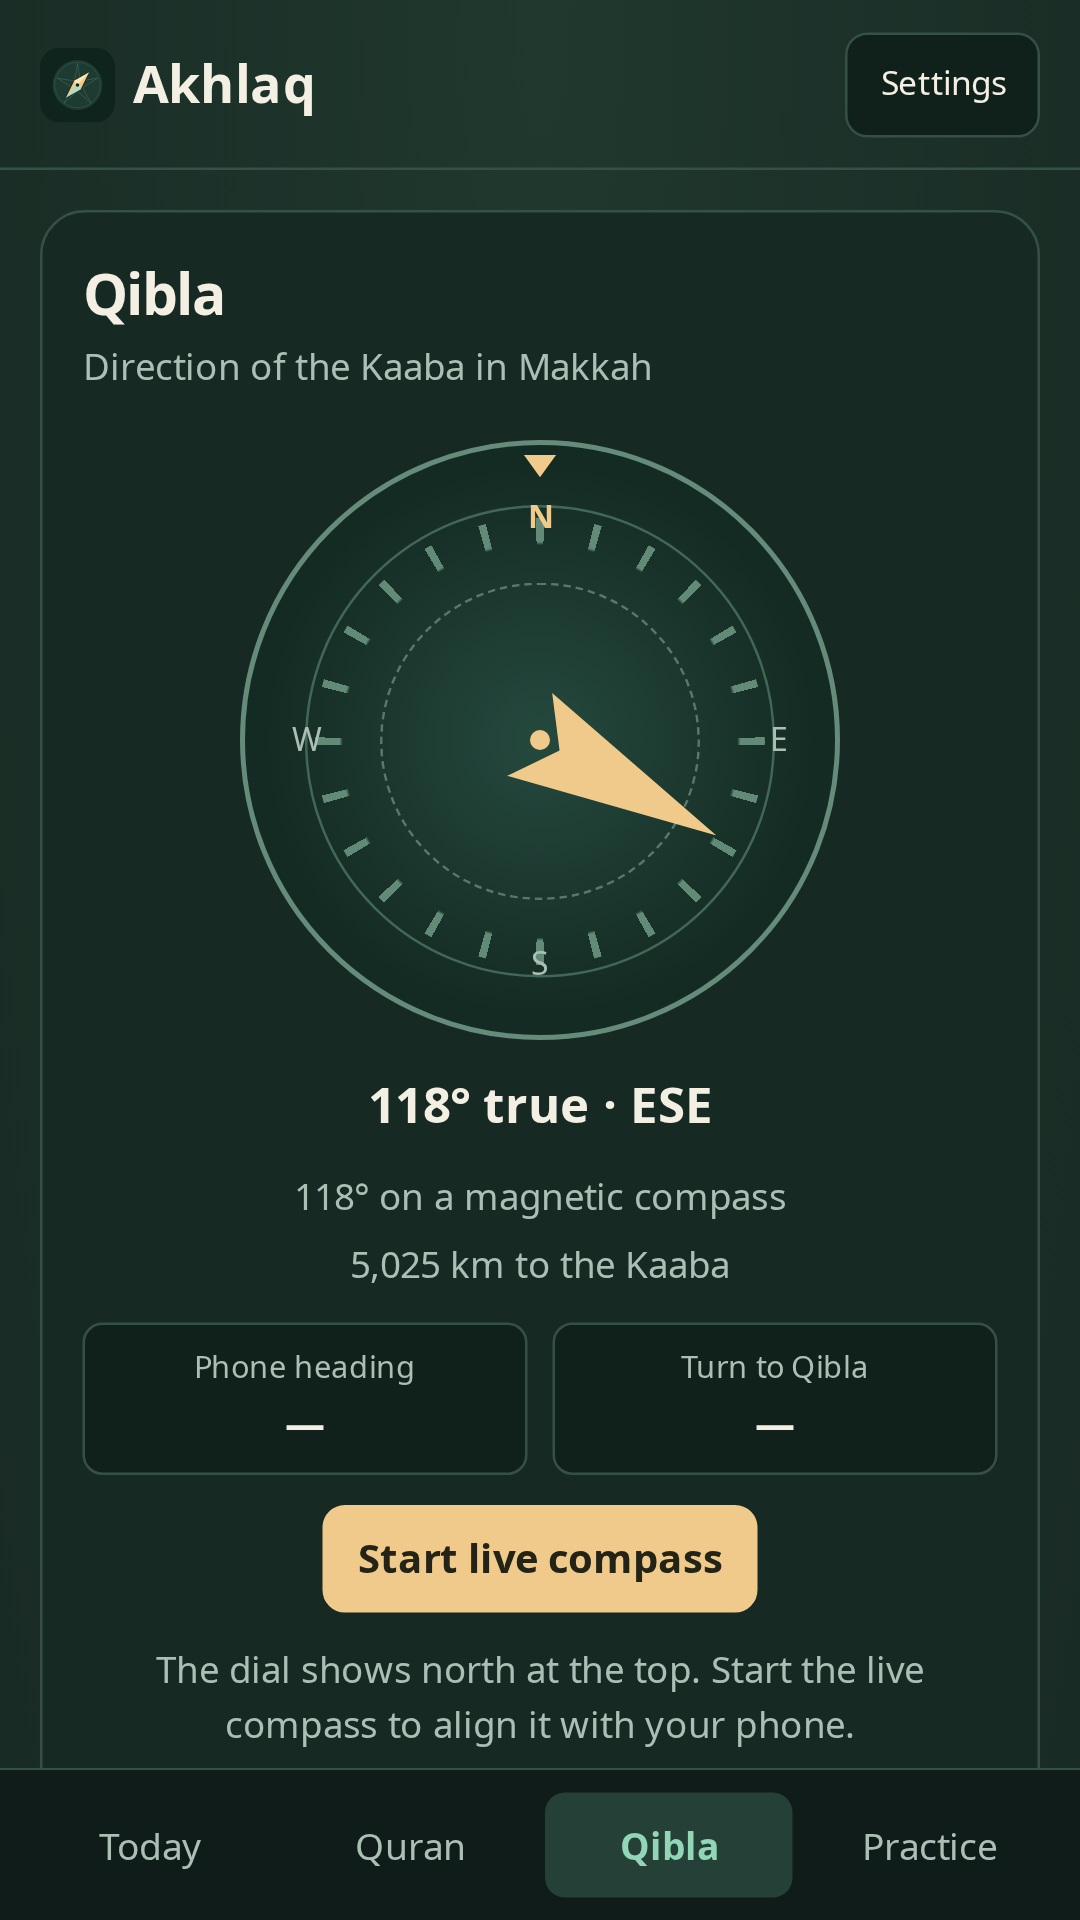 Akhlaq
Settings
Qibla
Direction of the Kaaba in Makkah
N
W
E
S
118° true · ESE
118° on a magnetic compass
5,025 km to the Kaaba
Phone heading
—
Turn to Qibla
—
Start live compass
The dial shows north at the top. Start the live
compass to align it with your phone.
Today
Quran
Qibla
Practice